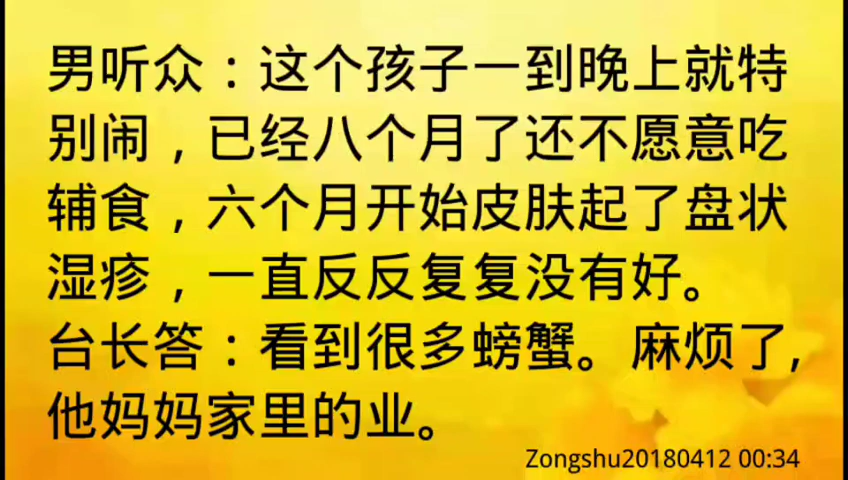 男听众：这个孩子一到晚上就特
别闹，已经八个月了还不愿意吃
辅食，六个月开始皮肤起了盘状
湿疹，一直反反复复没有好。
台长答：看到很多螃蟹。麻烦了，
他妈妈家里的业。
Zongshu20180412 00:34